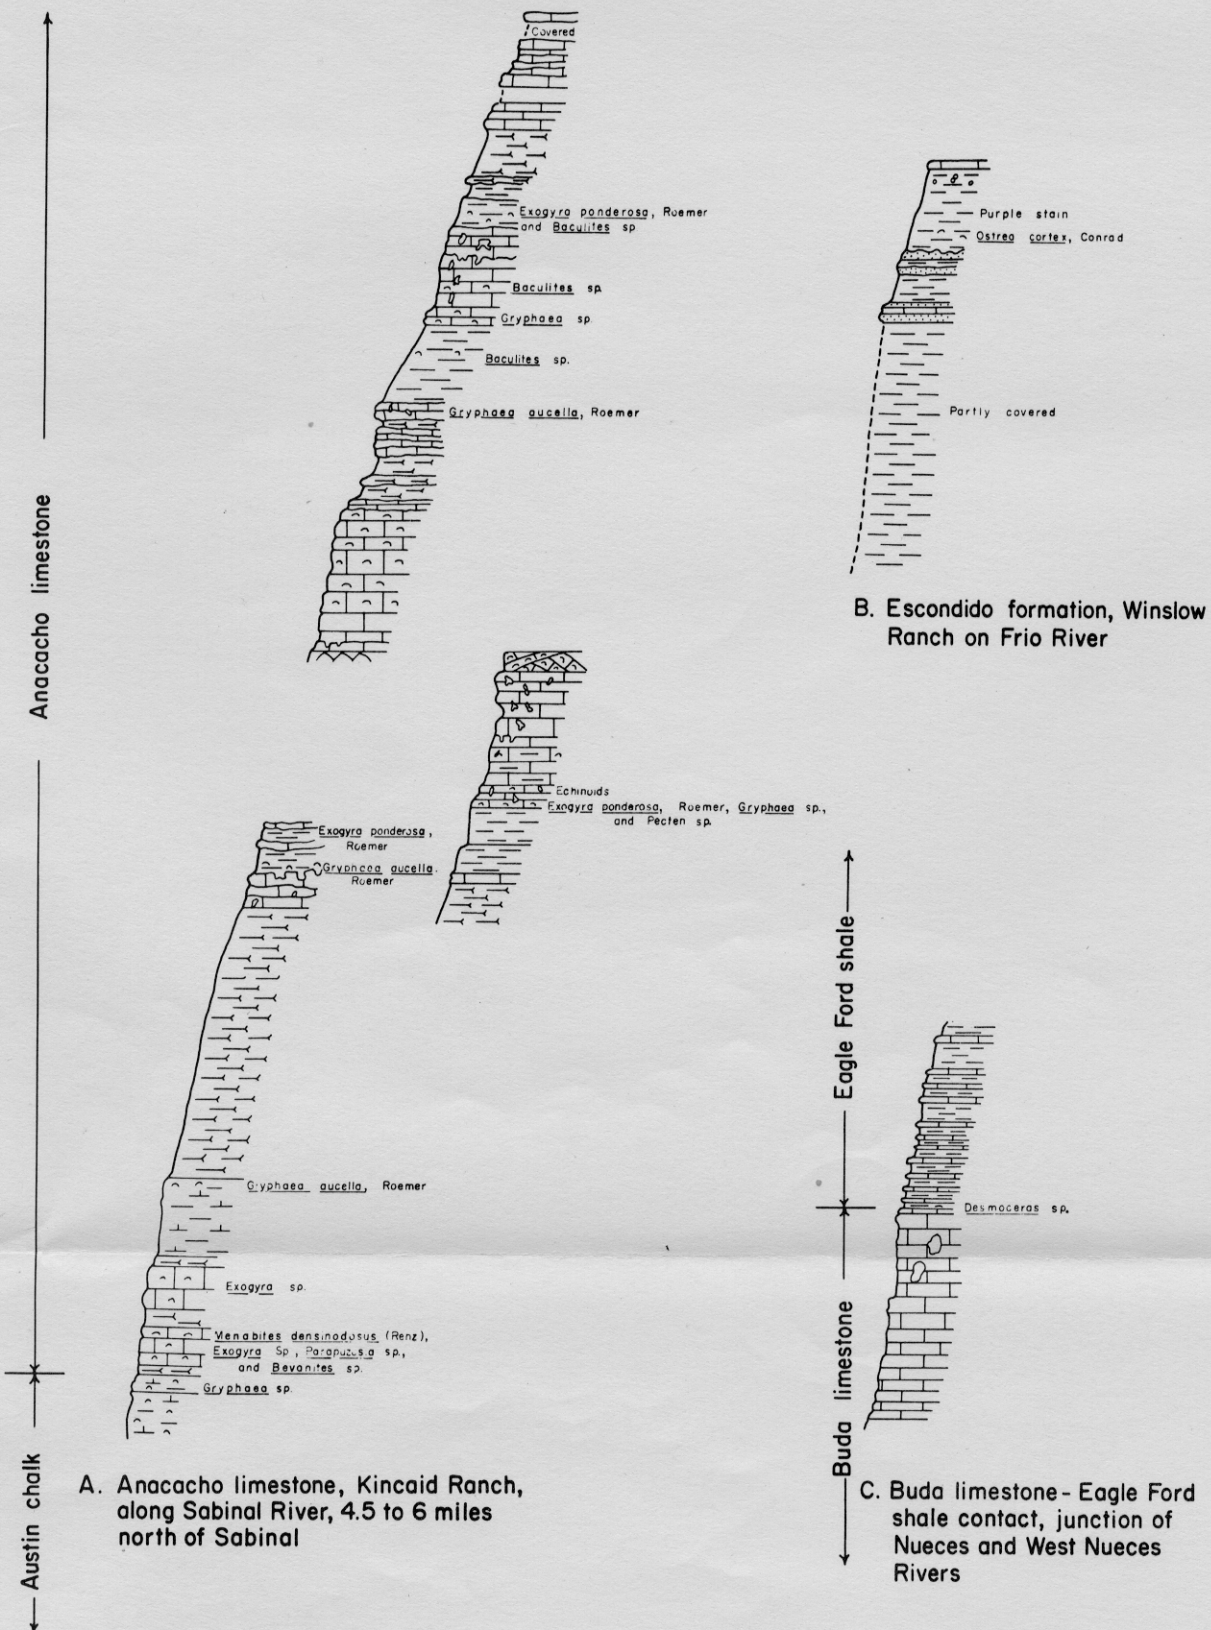 Anacacho limestone
Austin chalk
Covered
Exogyra ponderosa, Roemer
and Baculites sp
Baculites sp.
Gryphaea sp.
Baculites sp.
Gryphaea aucella, Roemer
Echinoids
Exogyra ponderosa, Roemer, Gryphaea sp.,
and Pecten sp.
Exogyra ponderosa,
Roemer
Gryphaea aucella.
Roemer
Gryphaea aucella, Roemer
Exogyra sp.
Menabites densinodosus (Renz),
Exogyra Sp, Parapuzosia sp.,
and Bevanites sp.
Gryphaea sp.
A. Anacacho limestone, Kincaid Ranch,
along Sabinal River, 4.5 to 6 miles
north of Sabinal
Purple stain
Ostrea cortex, Conrad
Partly covered
B. Escondido formation, Winslow
Ranch on Frio River
Eagle Ford shale
Buda limestone
Desmoceras sp.
C. Buda limestone - Eagle Ford
shale contact, junction of
Nueces and West Nueces
Rivers